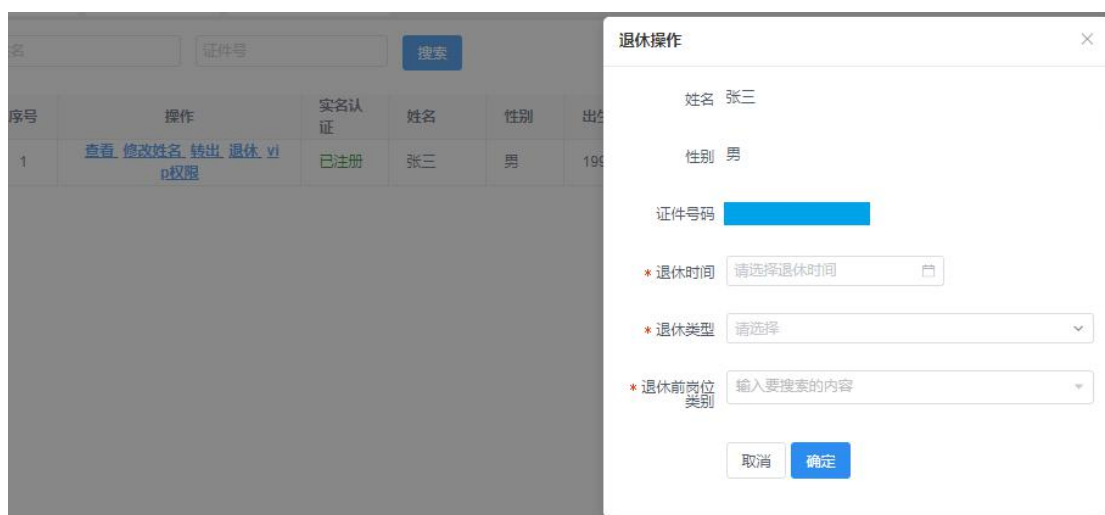 名
证件号
搜索
序号
操作
实名认
证
姓名
性别
出生
1
查看 修改姓名 转出 退休 vi
p权限
已注册
张三
男
199
退休操作
姓名 张三
性别 男
证件号码
* 退休时间 请选择退休时间
* 退休类型 请选择
* 退休前岗位
类别
输入要搜索的内容
取消 确定